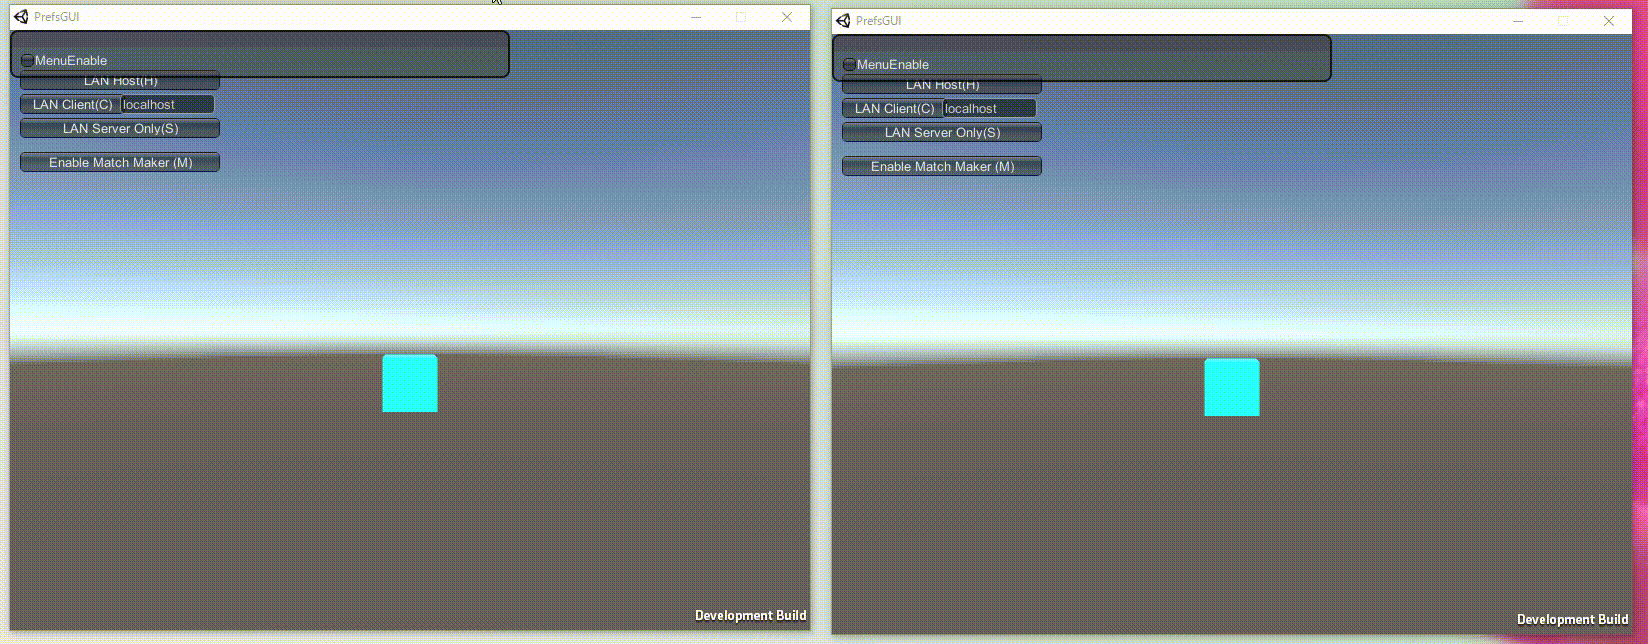 PrefsGUI
MenuEnable
LAN Host(H)
LAN Client(C) localhost
LAN Server Only(S)
Enable Match Maker (M)
Development Build
PrefsGUI
MenuEnable
LAN Host(H)
LAN Client(C) localhost
LAN Server Only(S)
Enable Match Maker (M)
Development Build